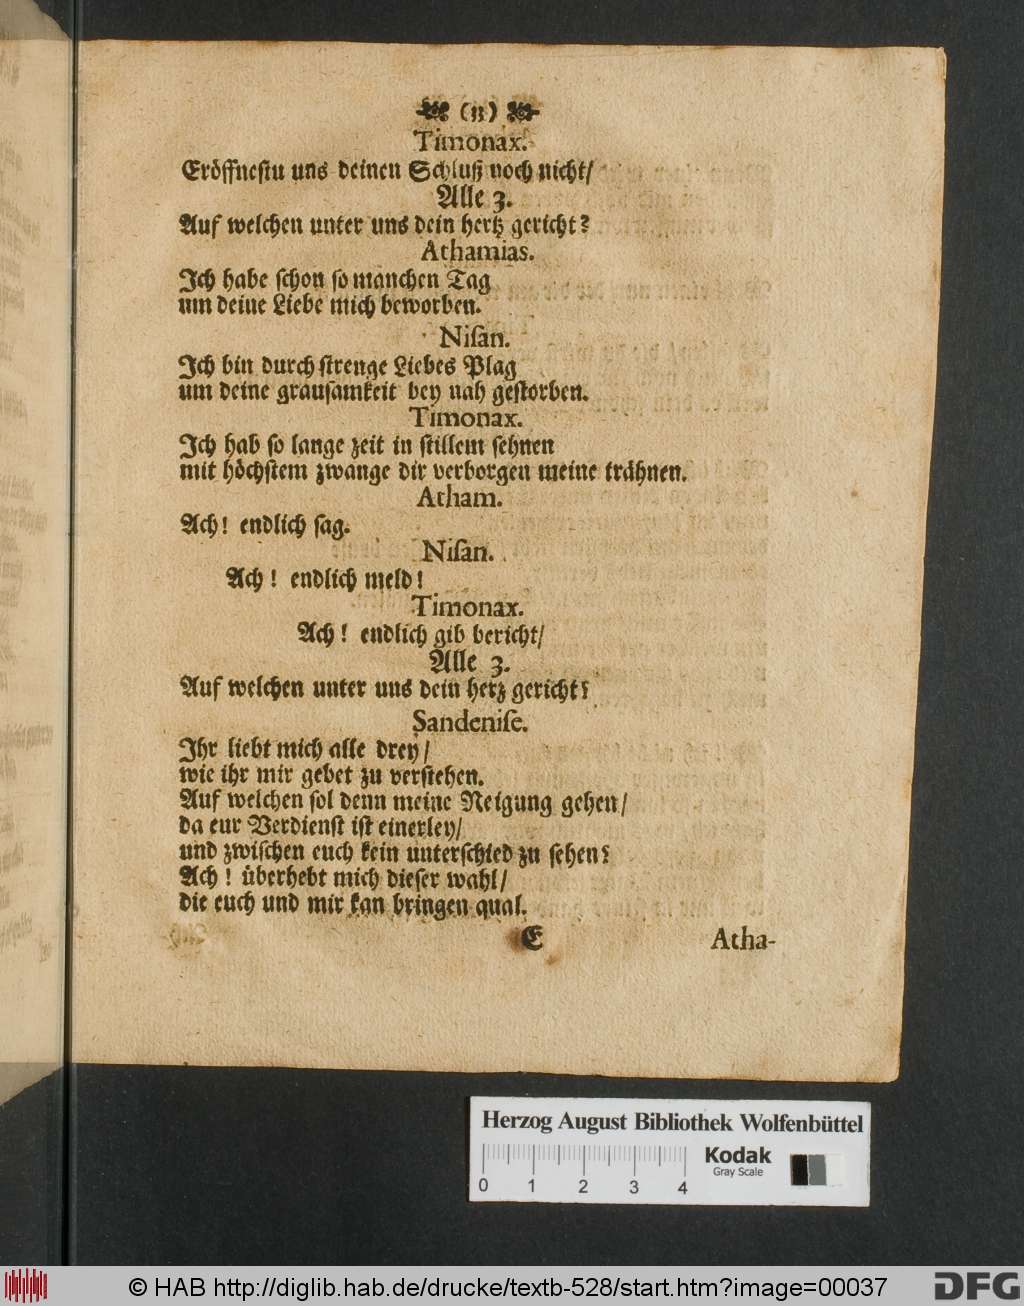 (33)
Timonax.
Eröffnestu uns deinen Schluß noch nicht/
Alle 3.
Auf welchen unter uns dein hertz gericht?
Athamias.
Ich habe schon so manchen Tag
um deine Liebe mich beworben.
Niſan.
Ich bin durch strenge Liebes Plag
um deine grausamkeit bey nah gestorben.
Timonax.
Ich hab so lange zeit in stillem sehnen
mit höchstem zwange dir verborgen meine trähnen.
Atham.
Ach! endlich sag.
Niſan.
Ach! endlich meld!
Timonax.
Ach! endlich gib bericht/
Alle 3.
Auf welchen unter uns dein herz gericht?
Sandeniſe.
Ihr liebt mich alle drey/
wie ihr mir gebet zu verstehen.
Auf welchen sol denn meine Neigung gehen/
da eur Verdienst ist einerley/
und zwischen euch kein unterschied zu sehen?
Ach! überhebt mich dieser wahl/
die euch und mir kan bringen qual.
E Atha-
Herzog August Bibliothek Wolfenbüttel
Kodak
Gray Scale
0 1 2 3 4
© HAB http://diglib.hab.de/drucke/textb-528/start.htm?image=00037
DFG